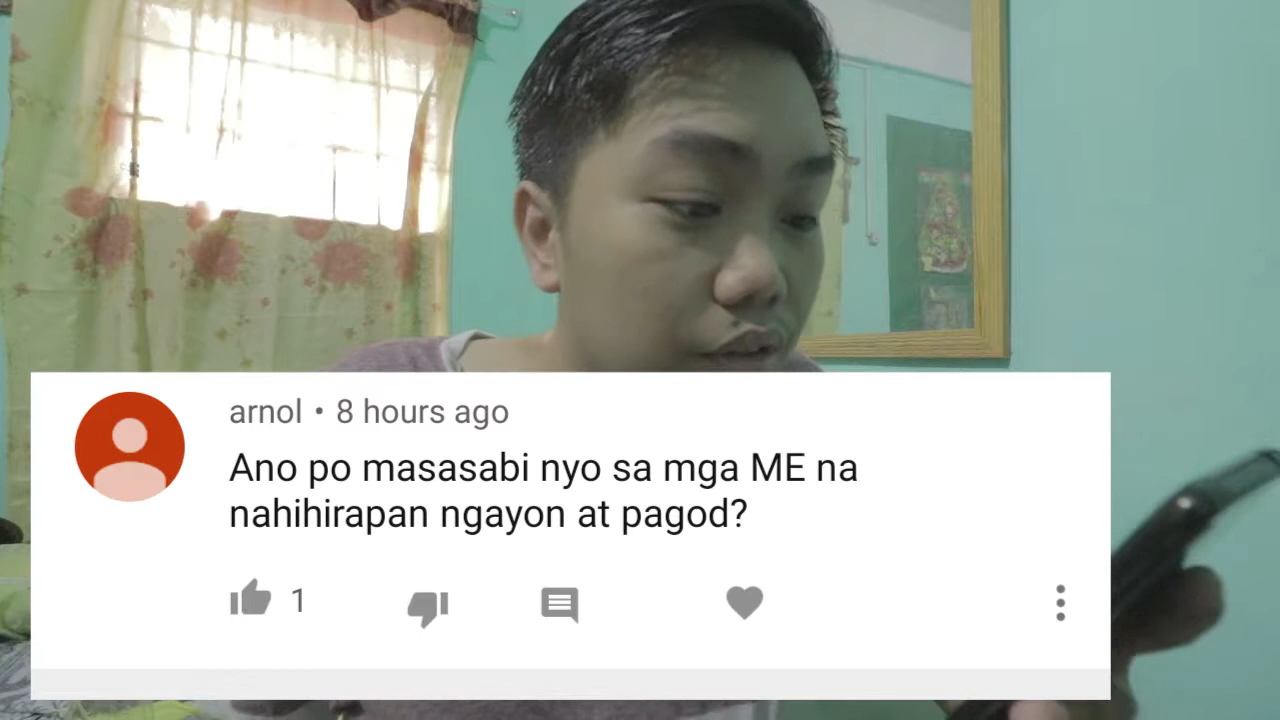 arnol • 8 hours ago
Ano po masasabi nyo sa mga ME na
nahihirapan ngayon at pagod?
1